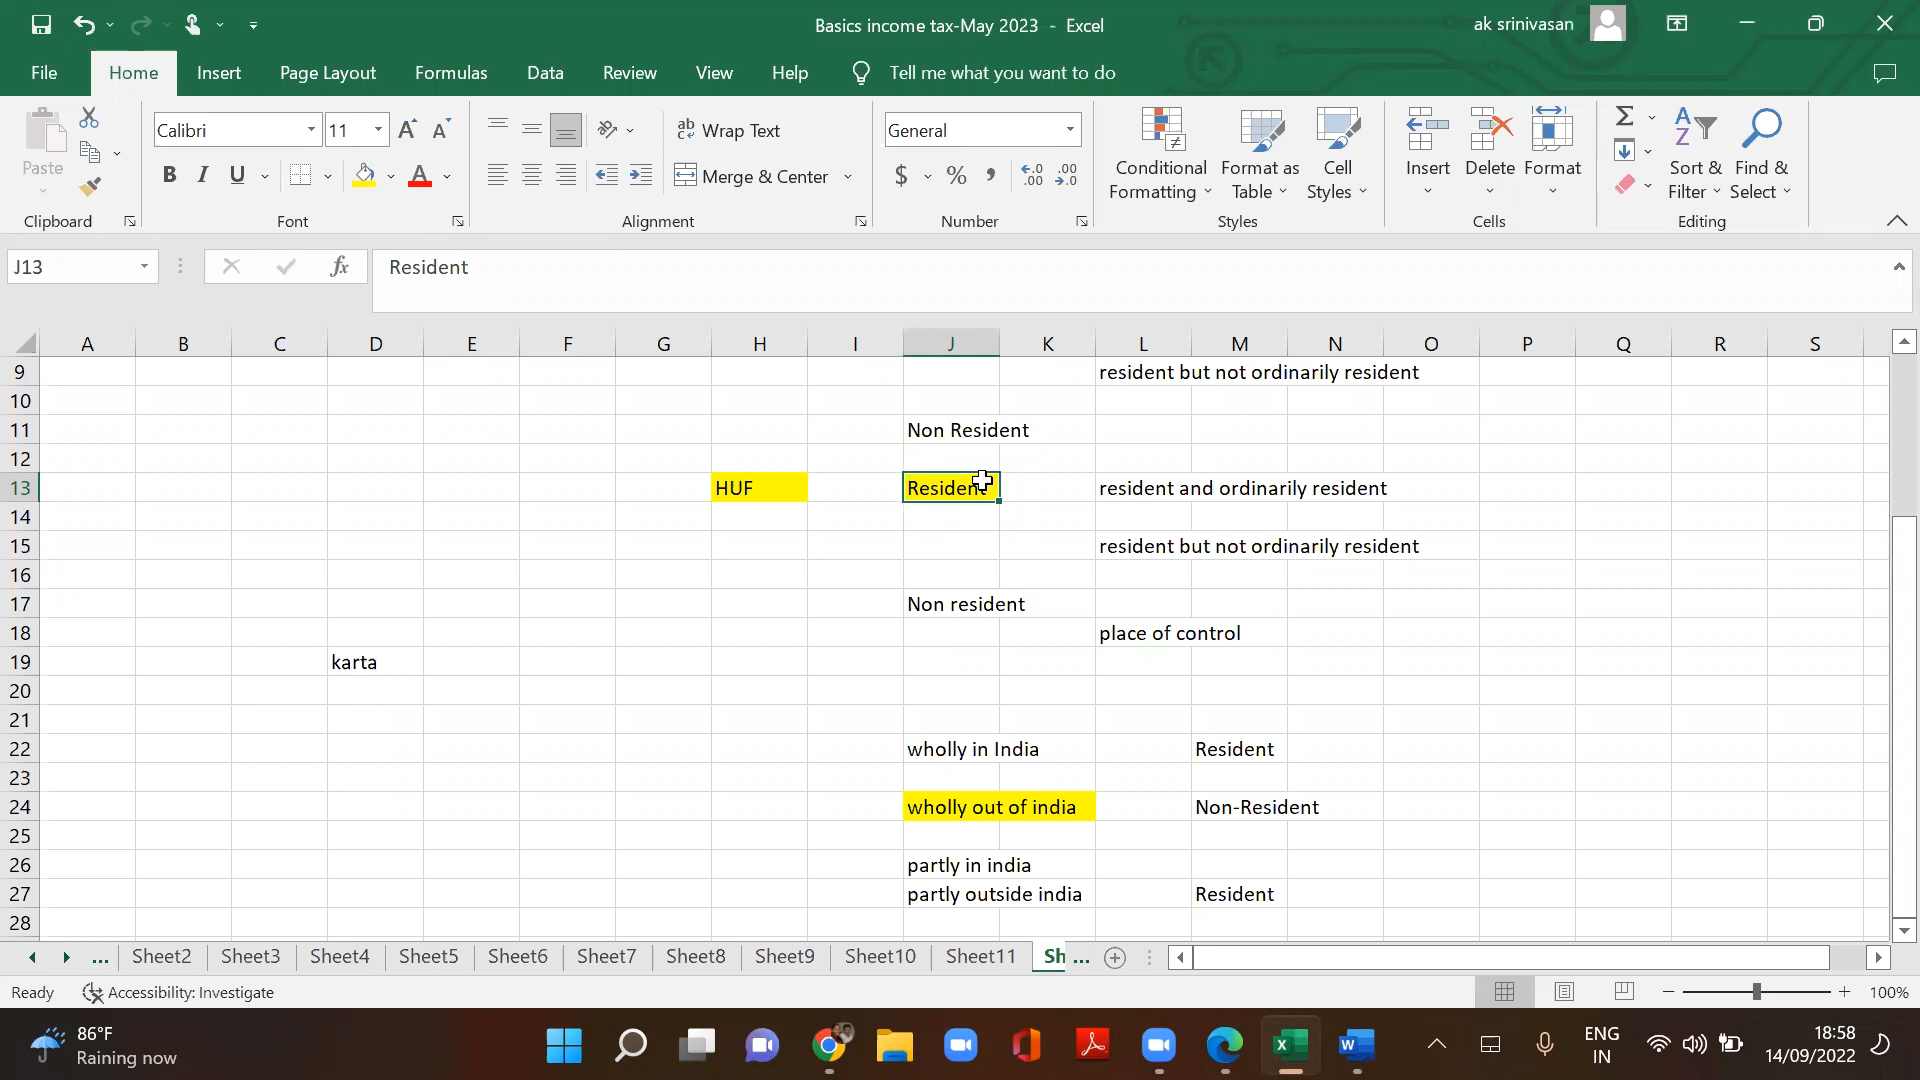 Basics income tax-May 2023 - Excel
ak srinivasan
File Home Insert Page Layout Formulas Data Review View Help Tell me what you want to do
Paste
Clipboard
Calibri 11
B I U
Font
ab Wrap Text
Merge & Center
Alignment
General
$ % ,
Number
Conditional Formatting
Format as Table
Cell Styles
Styles
Insert Delete Format
Cells
Sort & Filter
Find & Select
Editing
J13 fx Resident
A B C D E F G H I J K L M N O P Q R S
9 resident but not ordinarily resident
10
11 Non Resident
12
13 HUF Resident resident and ordinarily resident
14
15 resident but not ordinarily resident
16
17 Non resident
18 place of control
19 karta
20
21
22 wholly in India Resident
23
24 wholly out of india Non-Resident
25
26 partly in india
27 partly outside india Resident
28
... Sheet2 Sheet3 Sheet4 Sheet5 Sheet6 Sheet7 Sheet8 Sheet9 Sheet10 Sheet11 Sh ...
Ready Accessibility: Investigate 100%
86°F
Raining now
ENG
IN
18:58
14/09/2022